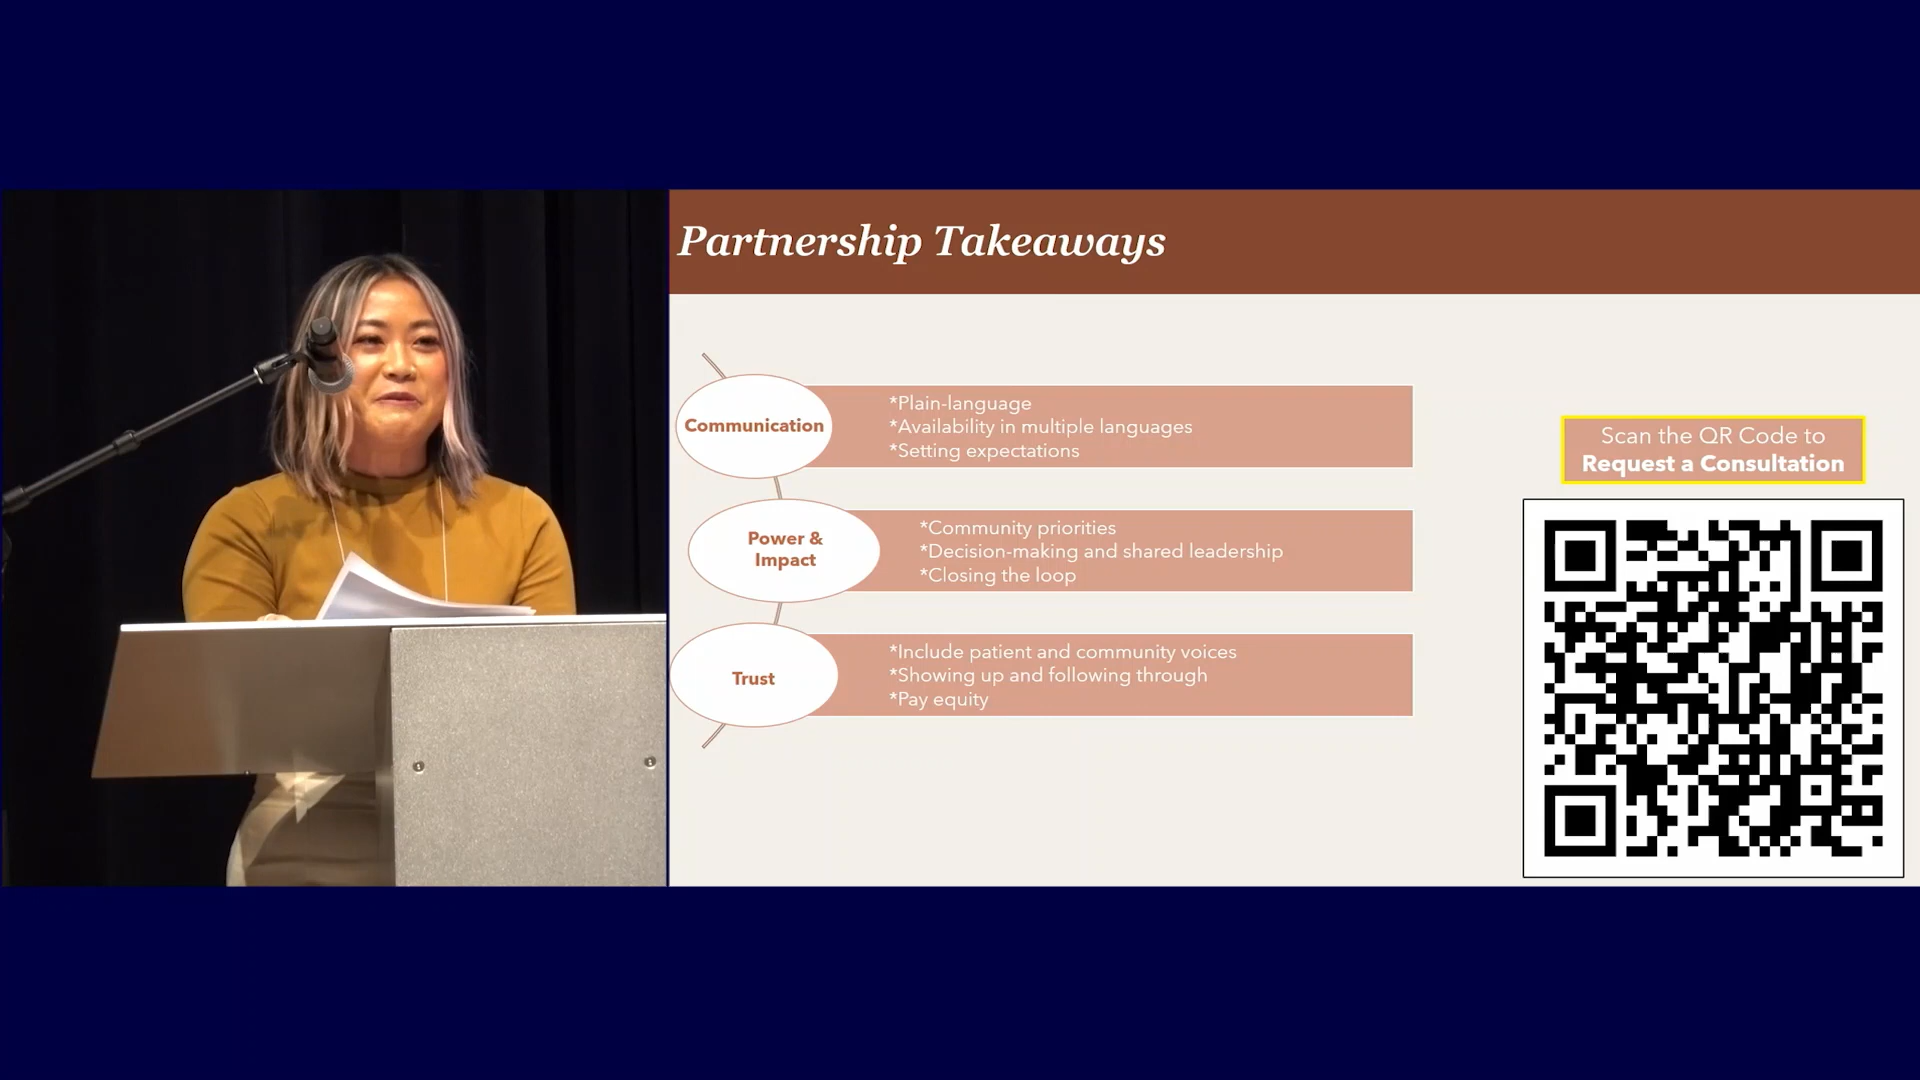 Partnership Takeaways
Communication
*Plain-language
*Availability in multiple languages
*Setting expectations
Power &
Impact
*Community priorities
*Decision-making and shared leadership
*Closing the loop
Trust
*Include patient and community voices
*Showing up and following through
*Pay equity
Scan the QR Code to
Request a Consultation